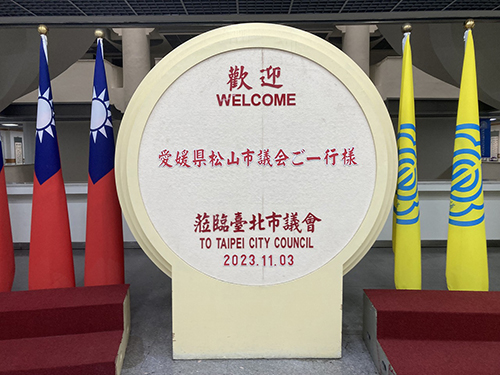 歡迎
WELCOME
愛媛県松山市議会ご一行様
蒞臨臺北市議會
TO TAIPEI CITY COUNCIL
2023.11.03